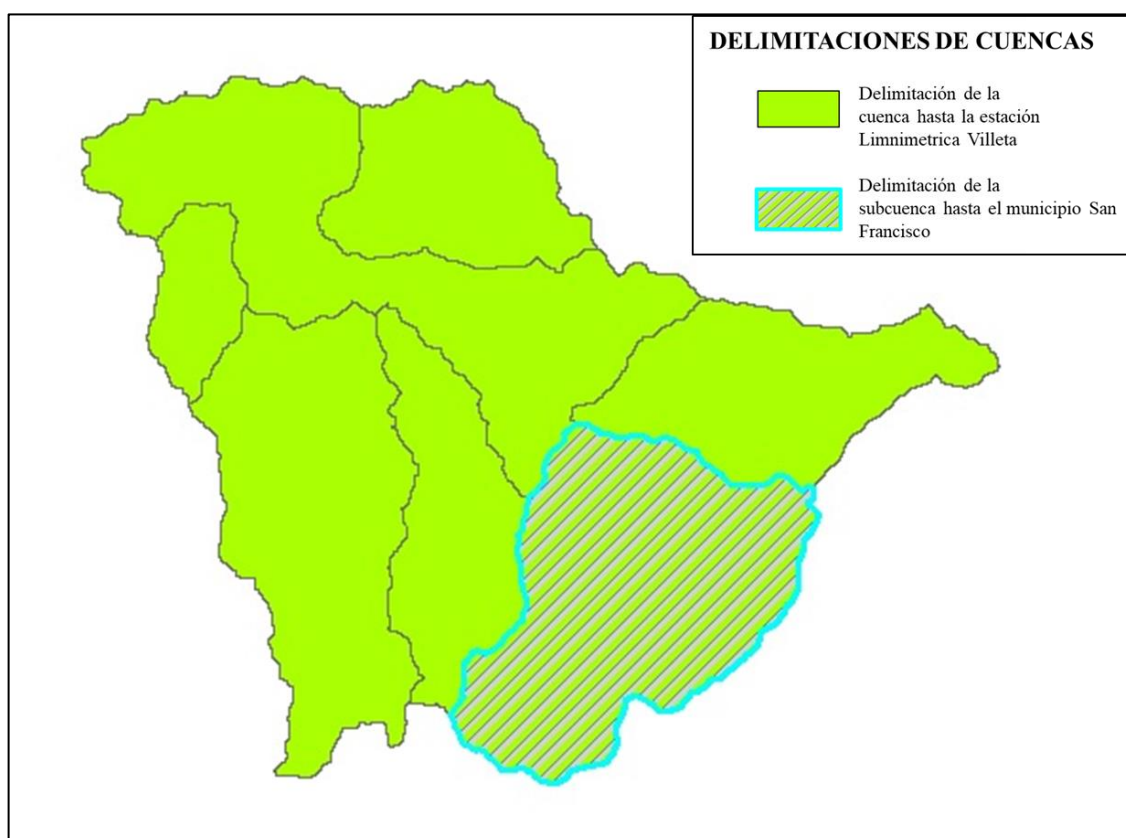 DELIMITACIONES DE CUENCAS
Delimitación de la
cuenca hasta la estación
Limnimetrica Villeta
Delimitación de la
subcuenca hasta el municipio San
Francisco